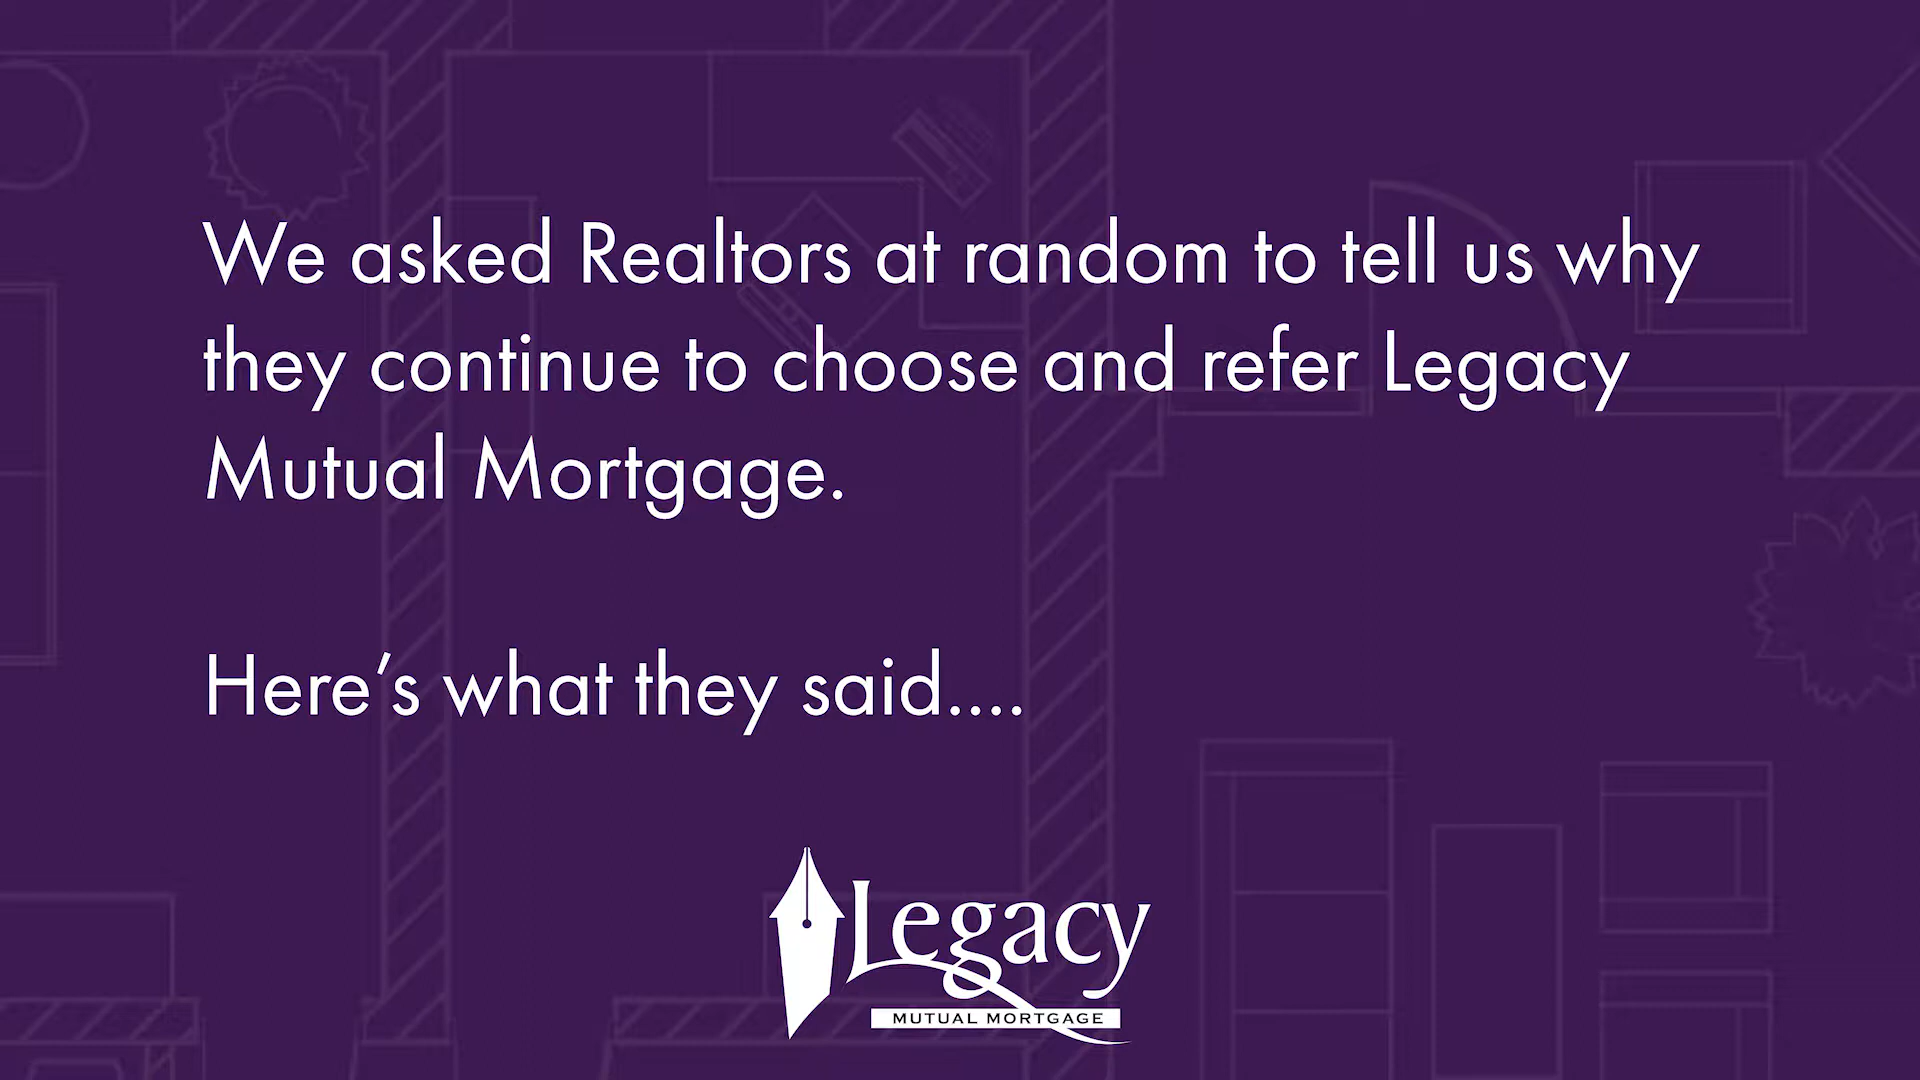 We asked Realtors at random to tell us why
they continue to choose and refer Legacy
Mutual Mortgage.
Here’s what they said....
Legacy
MUTUAL MORTGAGE